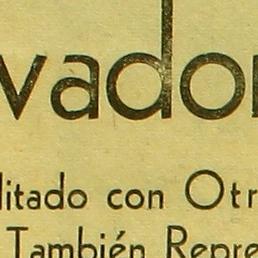 vador
litado con Otr
También Repre